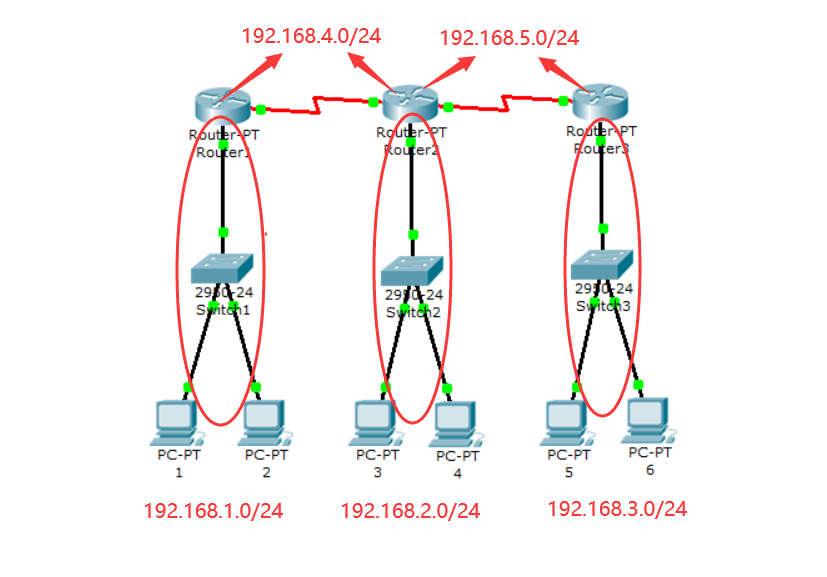 192.168.4.0/24
192.168.5.0/24
Router-PT
Router1
Router-PT
Router2
Router-PT
Router3
2950-24
Switch1
2950-24
Switch2
2950-24
Switch3
PC-PT
1
PC-PT
2
PC-PT
3
PC-PT
4
PC-PT
5
PC-PT
6
192.168.1.0/24
192.168.2.0/24
192.168.3.0/24